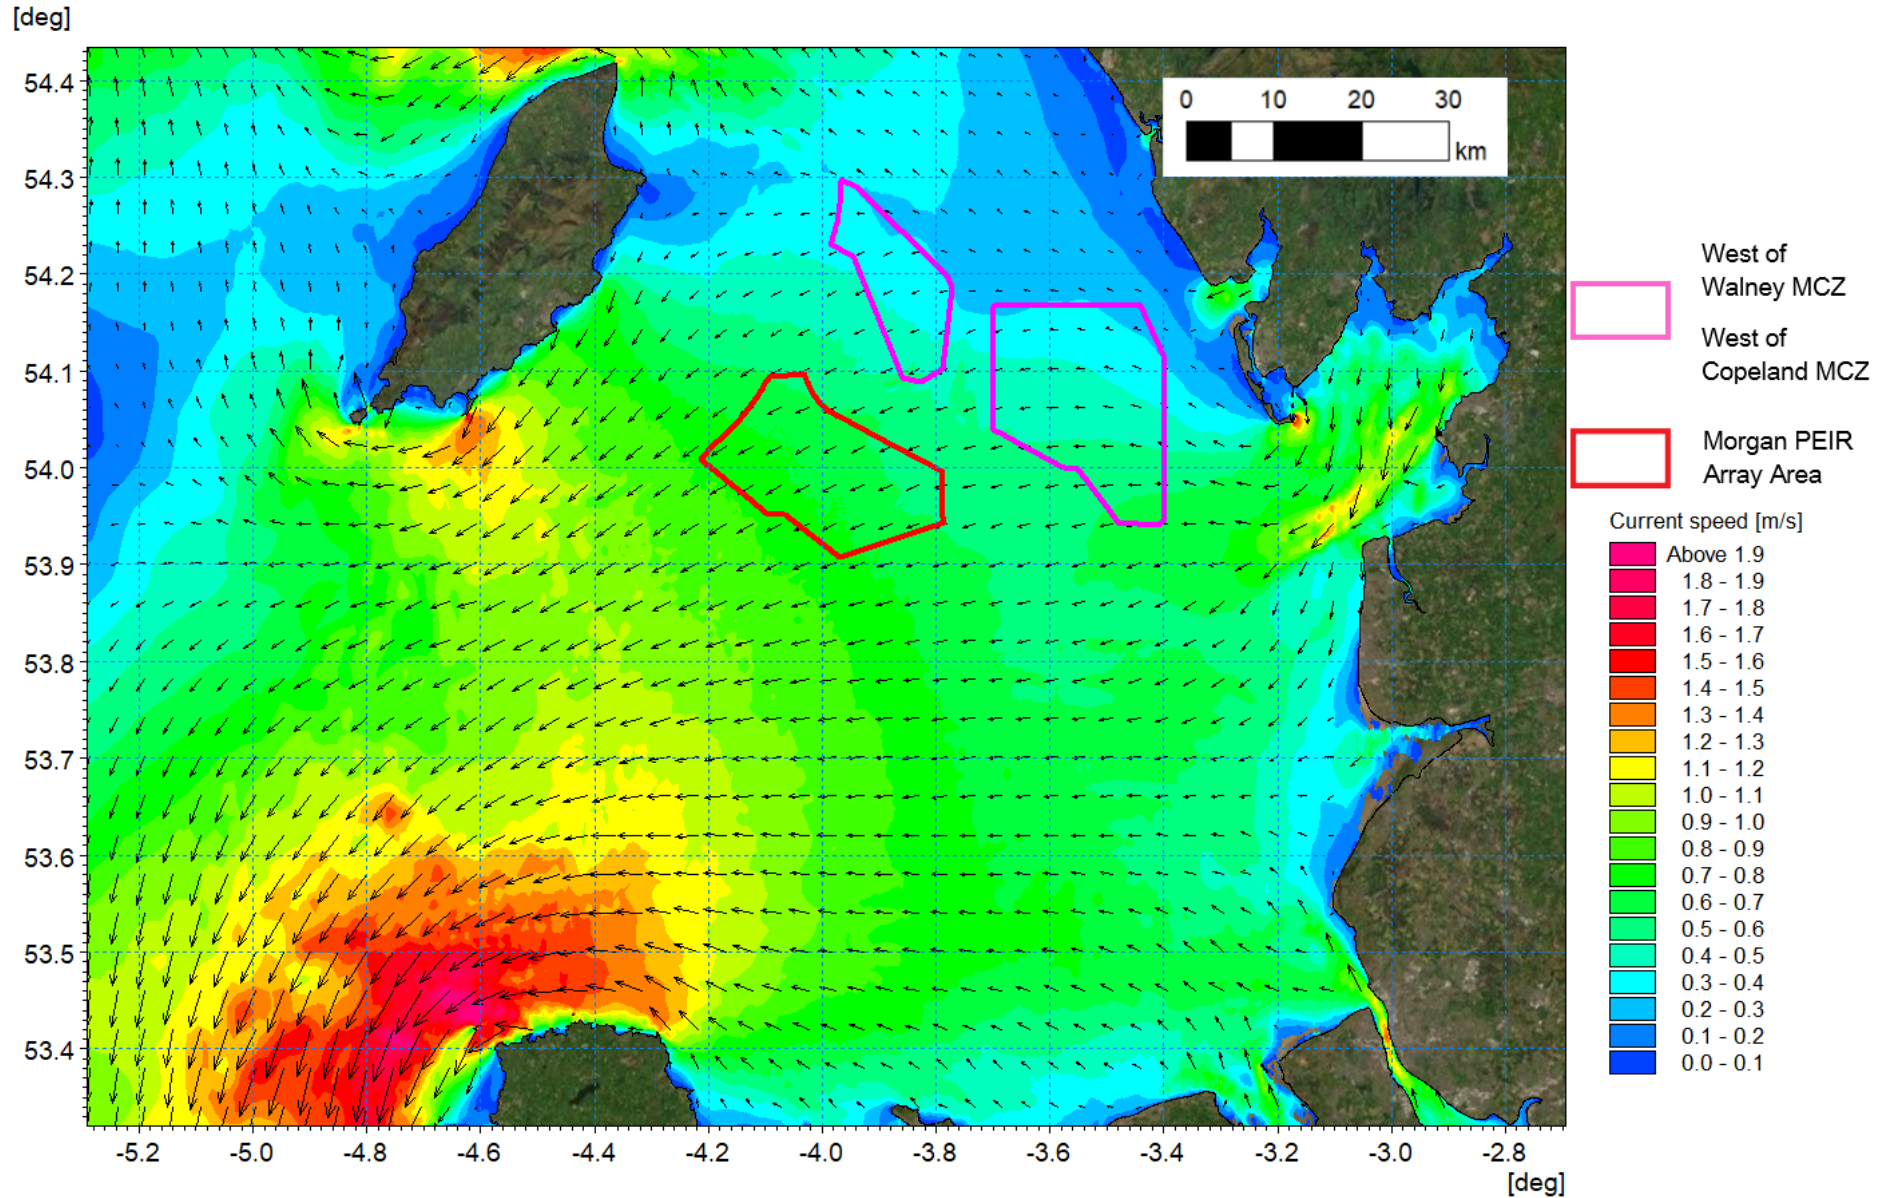 [deg]
54.4
54.3
54.2
54.1
54.0
53.9
53.8
53.7
53.6
53.5
53.4
-5.2 -5.0 -4.8 -4.6 -4.4 -4.2 -4.0 -3.8 -3.6 -3.4 -3.2 -3.0 -2.8
[deg]
0 10 20 30
km
West of
Walney MCZ
West of
Copeland MCZ
Morgan PEIR
Array Area
Current speed [m/s]
Above 1.9
1.8 - 1.9
1.7 - 1.8
1.6 - 1.7
1.5 - 1.6
1.4 - 1.5
1.3 - 1.4
1.2 - 1.3
1.1 - 1.2
1.0 - 1.1
0.9 - 1.0
0.8 - 0.9
0.7 - 0.8
0.6 - 0.7
0.5 - 0.6
0.4 - 0.5
0.3 - 0.4
0.2 - 0.3
0.1 - 0.2
0.0 - 0.1